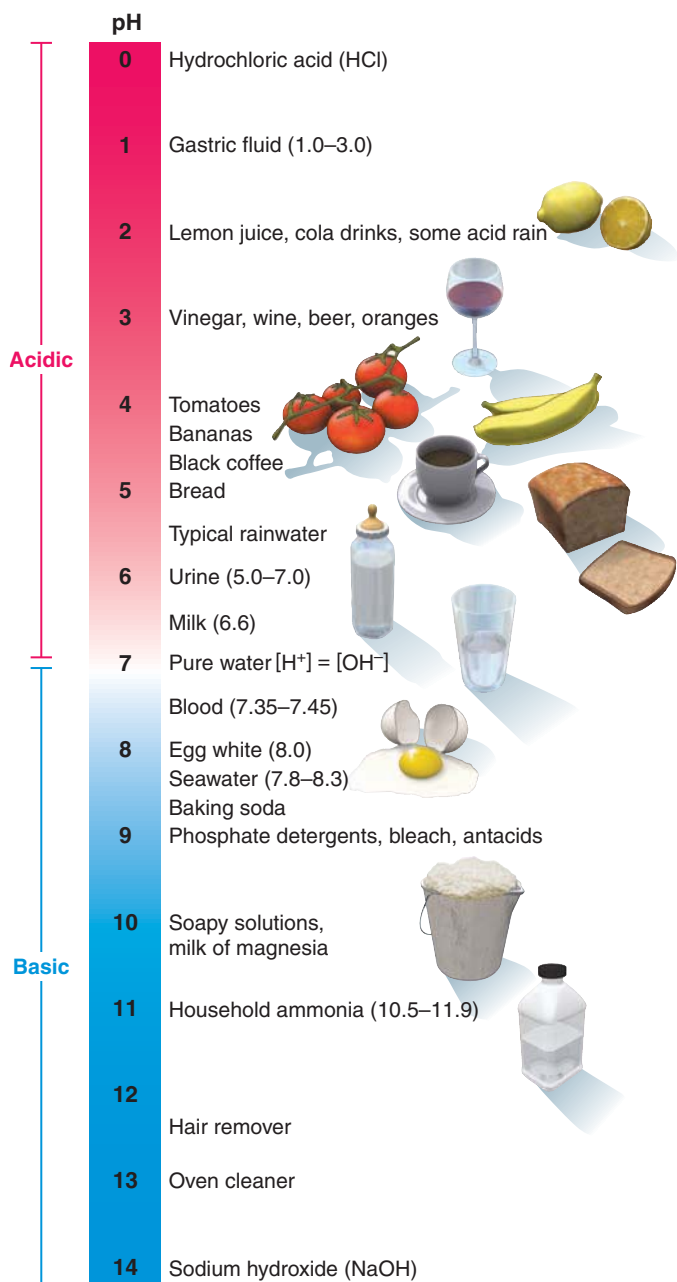 pH
0 Hydrochloric acid (HCl)
1 Gastric fluid (1.0–3.0)
2 Lemon juice, cola drinks, some acid rain
3 Vinegar, wine, beer, oranges
Acidic
4 Tomatoes
Bananas
Black coffee
5 Bread
Typical rainwater
6 Urine (5.0–7.0)
Milk (6.6)
7 Pure water [H⁺] = [OH⁻]
Blood (7.35–7.45)
8 Egg white (8.0)
Seawater (7.8–8.3)
Baking soda
9 Phosphate detergents, bleach, antacids
10 Soapy solutions,
milk of magnesia
Basic
11 Household ammonia (10.5–11.9)
12
Hair remover
13 Oven cleaner
14 Sodium hydroxide (NaOH)